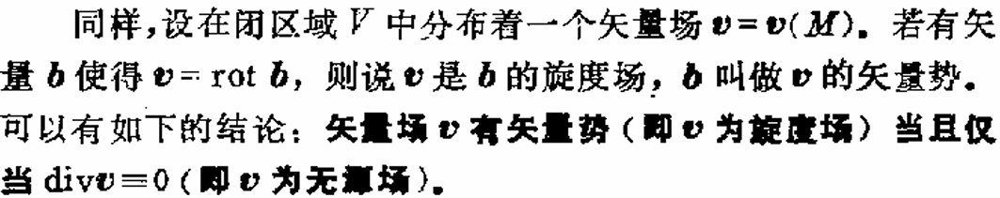 同样,设在闭区域 V 中分布着一个矢量场 v=v(M)。若有矢
量 b 使得 v=rot b, 则说 v 是 b 的旋度场, b 叫做 v 的矢量势。
可以有如下的结论:矢量场 v 有矢量势(即 v 为旋度场)当且仅
当 divv≡0(即 v 为无源场)。